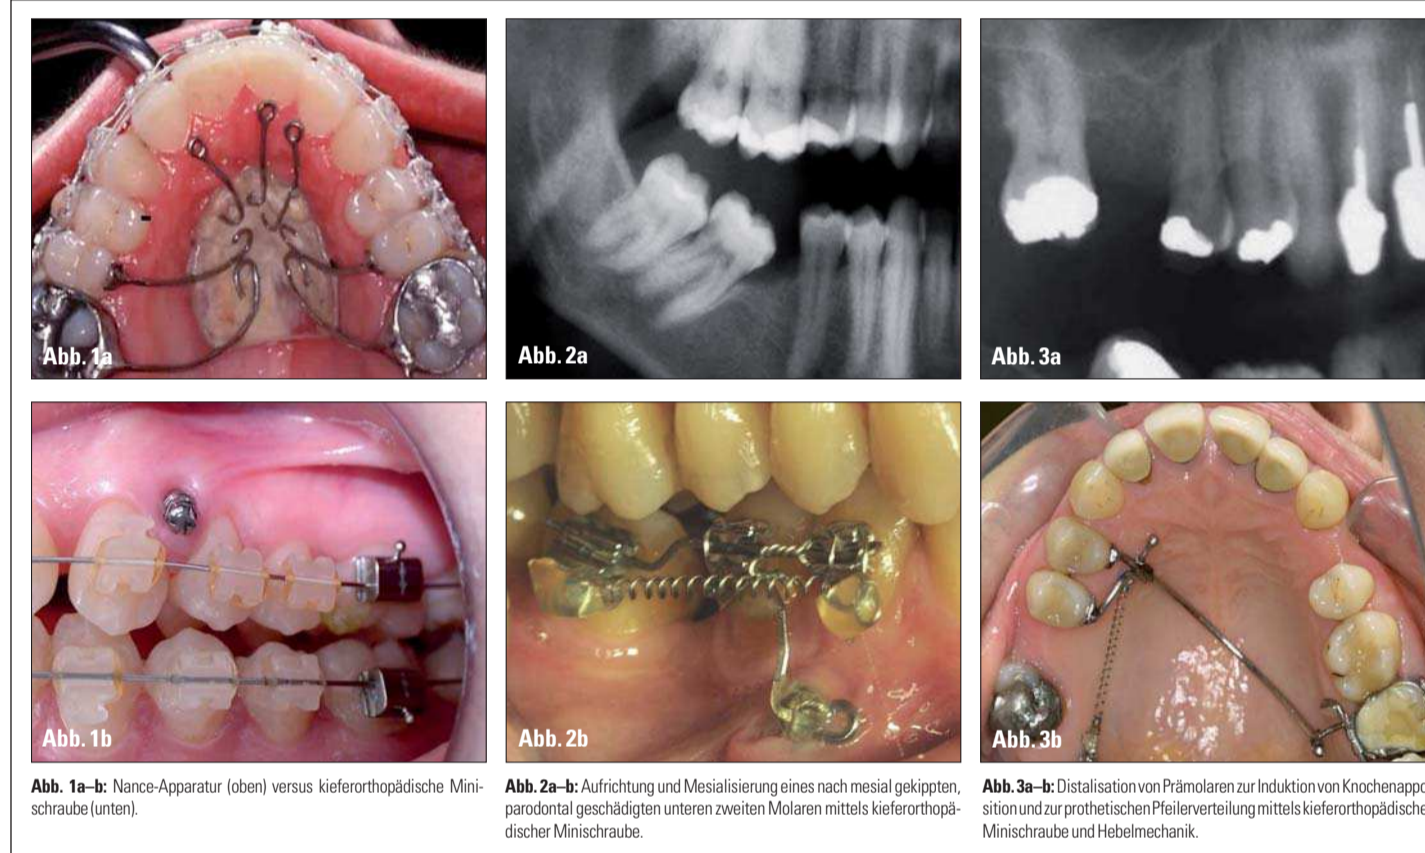 Abb. 1a
Abb. 2a
Abb. 3a
Abb. 1b
Abb. 2b
Abb. 3b
Abb. 1a–b: Nance-Apparatur (oben) versus kieferorthopädische Mini-
schraube (unten).
Abb. 2a–b: Aufrichtung und Mesialisierung eines nach mesial gekippten,
parodontal geschädigten unteren zweiten Molaren mittels kieferorthopä-
discher Minischraube.
Abb. 3a–b: Distalisation von Prämolaren zur Induktion von Knochenappo
sition und zur prothetischen Pfeilerverteilung mittels kieferorthopädische
Minischraube und Hebelmechanik.